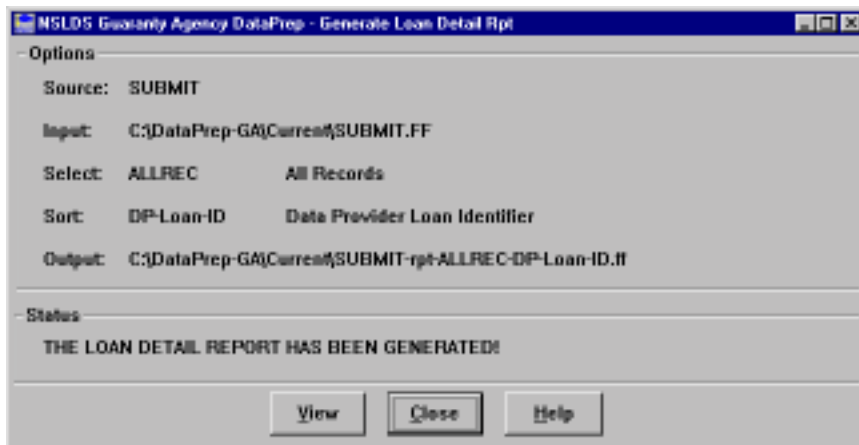 NSLDS Guaranty Agency DataPrep - Generate Loan Detail Rpt
Options
Source: SUBMIT
Input: C:\DataPrep-GA\Current\SUBMIT.FF
Select: ALLREC All Records
Sort: DP-Loan-ID Data Provider Loan Identifier
Output: C:\DataPrep-GA\Current\SUBMIT-rpt-ALLREC-DP-Loan-ID.ff
Status
THE LOAN DETAIL REPORT HAS BEEN GENERATED!
View Close Help